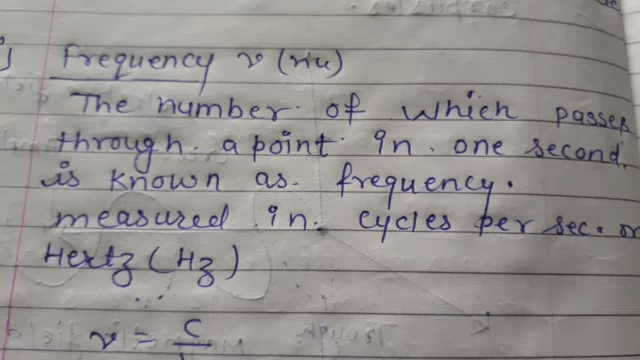 Frequency ν (niu)
The number of which passes
through a point in one second.
is known as frequency.
measured in cycles per sec. or
Hertz (Hz)
ν = c